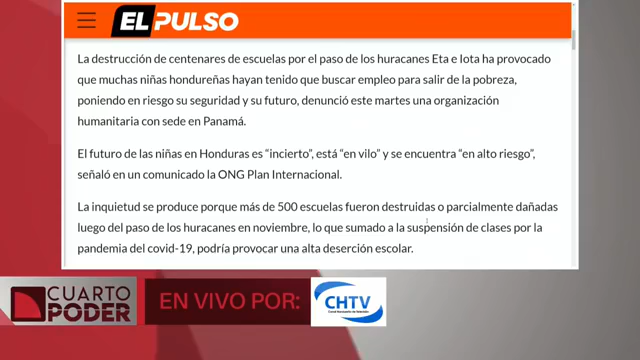 EL PULSO
La destrucción de centenares de escuelas por el paso de los huracanes Eta e Iota ha provocado
que muchas niñas hondureñas hayan tenido que buscar empleo para salir de la pobreza,
poniendo en riesgo su seguridad y su futuro, denunció este martes una organización
humanitaria con sede en Panamá.
El futuro de las niñas en Honduras es “incierto”, está “en vilo” y se encuentra “en alto riesgo”,
señaló en un comunicado la ONG Plan Internacional.
La inquietud se produce porque más de 500 escuelas fueron destruidas o parcialmente dañadas
luego del paso de los huracanes en noviembre, lo que sumado a la suspensión de clases por la
pandemia del covid-19, podría provocar una alta deserción escolar.
CUARTO
PODER
EN VIVO POR:
CHTV